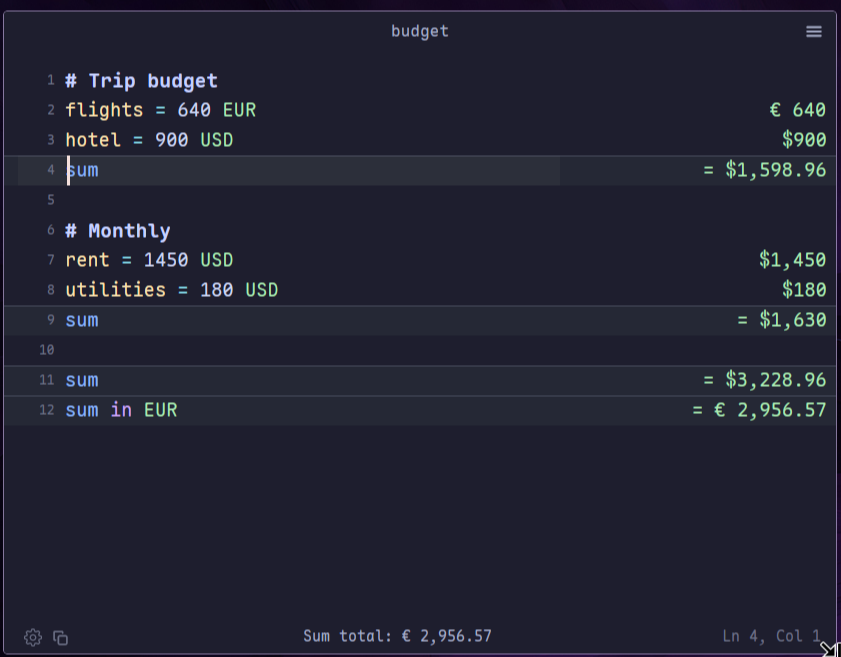 budget
1 # Trip budget
2 flights = 640 EUR € 640
3 hotel = 900 USD $900
4 sum = $1,598.96
5
6 # Monthly
7 rent = 1450 USD $1,450
8 utilities = 180 USD $180
9 sum = $1,630
10
11 sum = $3,228.96
12 sum in EUR = € 2,956.57
Sum total: € 2,956.57 Ln 4, Col 1